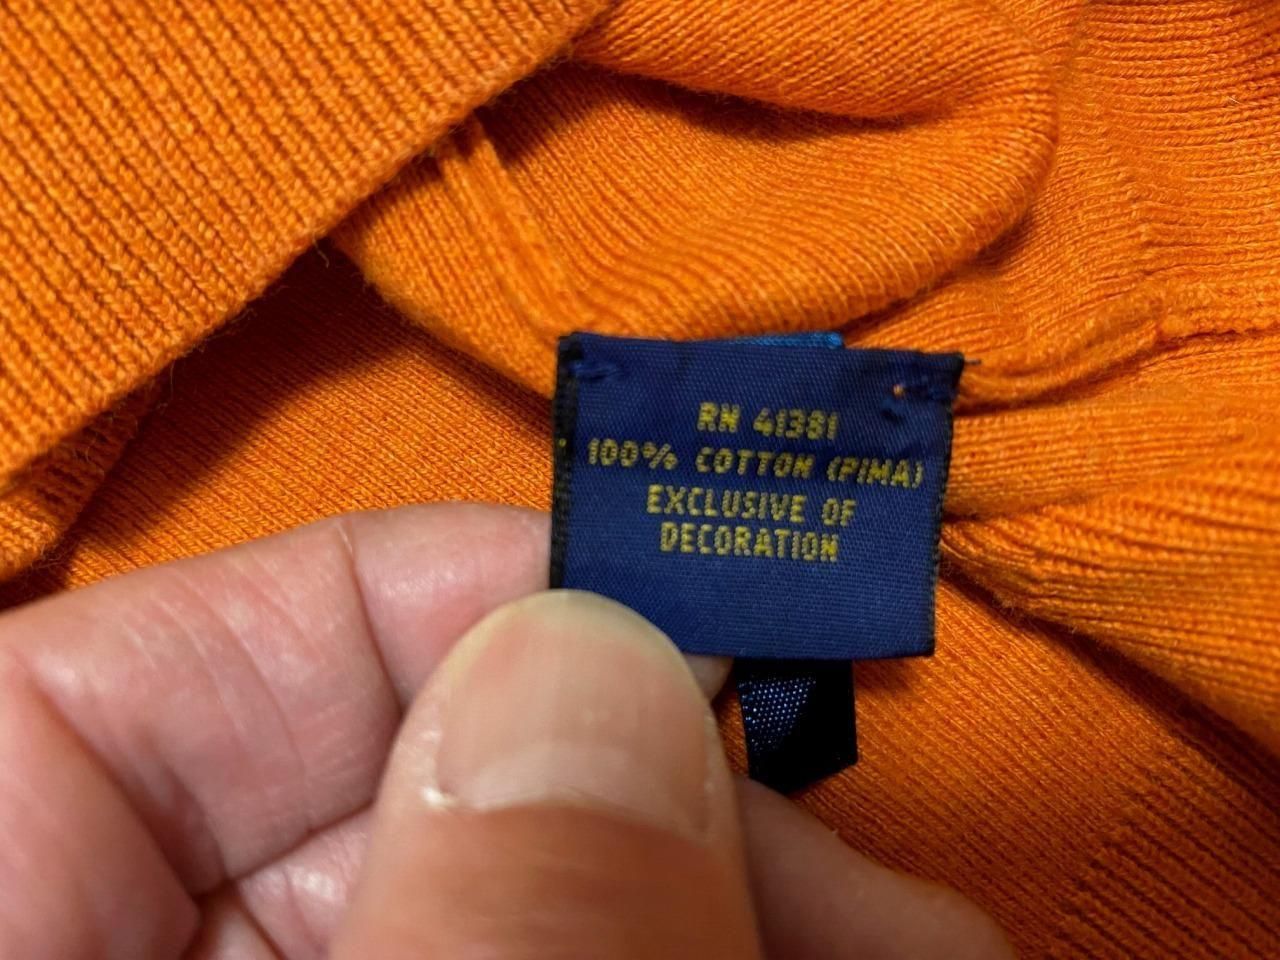 RN 41381
100% COTTON (PIMA)
EXCLUSIVE OF
DECORATION